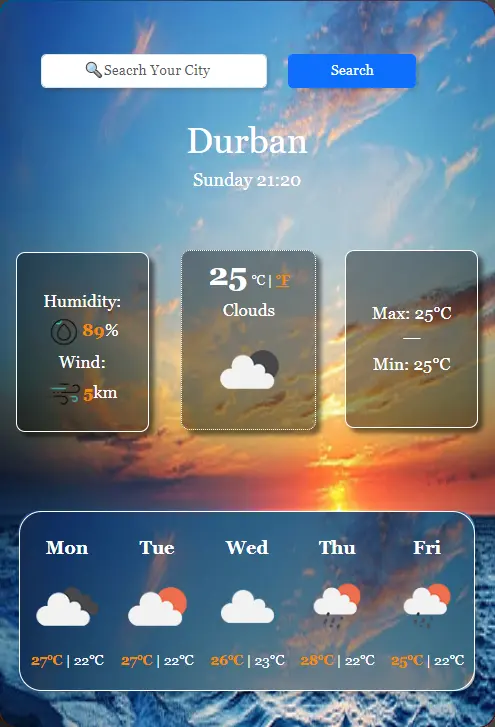 🔍Seacrh Your City
Search
Durban
Sunday 21:20
Humidity:
89%
Wind:
5km
25 °C | °F
Clouds
Max: 25°C
—
Min: 25°C
Mon Tue Wed Thu Fri
27°C | 22°C 27°C | 22°C 26°C | 23°C 28°C | 22°C 25°C | 22°C